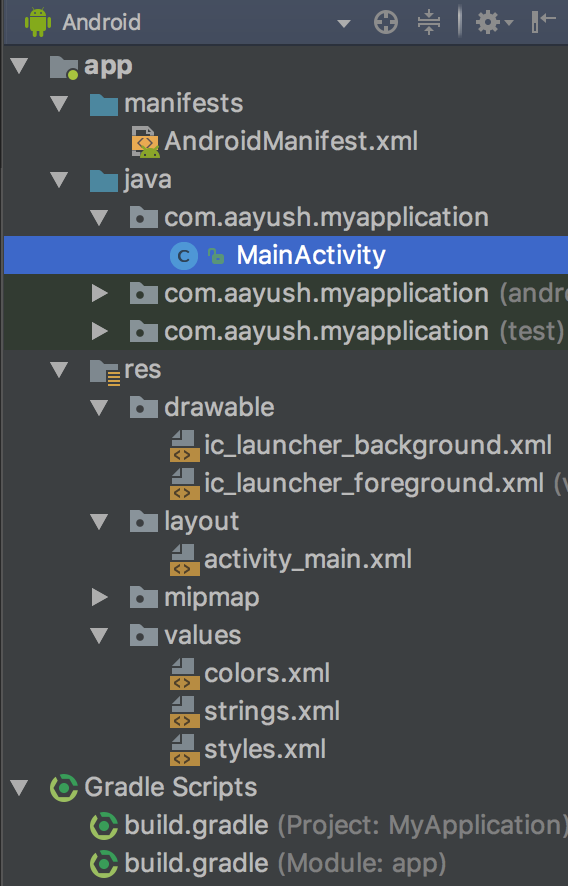 Android
app
manifests
AndroidManifest.xml
java
com.aayush.myapplication
C MainActivity
com.aayush.myapplication (andr
com.aayush.myapplication (test)
res
drawable
ic_launcher_background.xml
ic_launcher_foreground.xml (v
layout
activity_main.xml
mipmap
values
colors.xml
strings.xml
styles.xml
Gradle Scripts
build.gradle (Project: MyApplication)
build.gradle (Module: app)